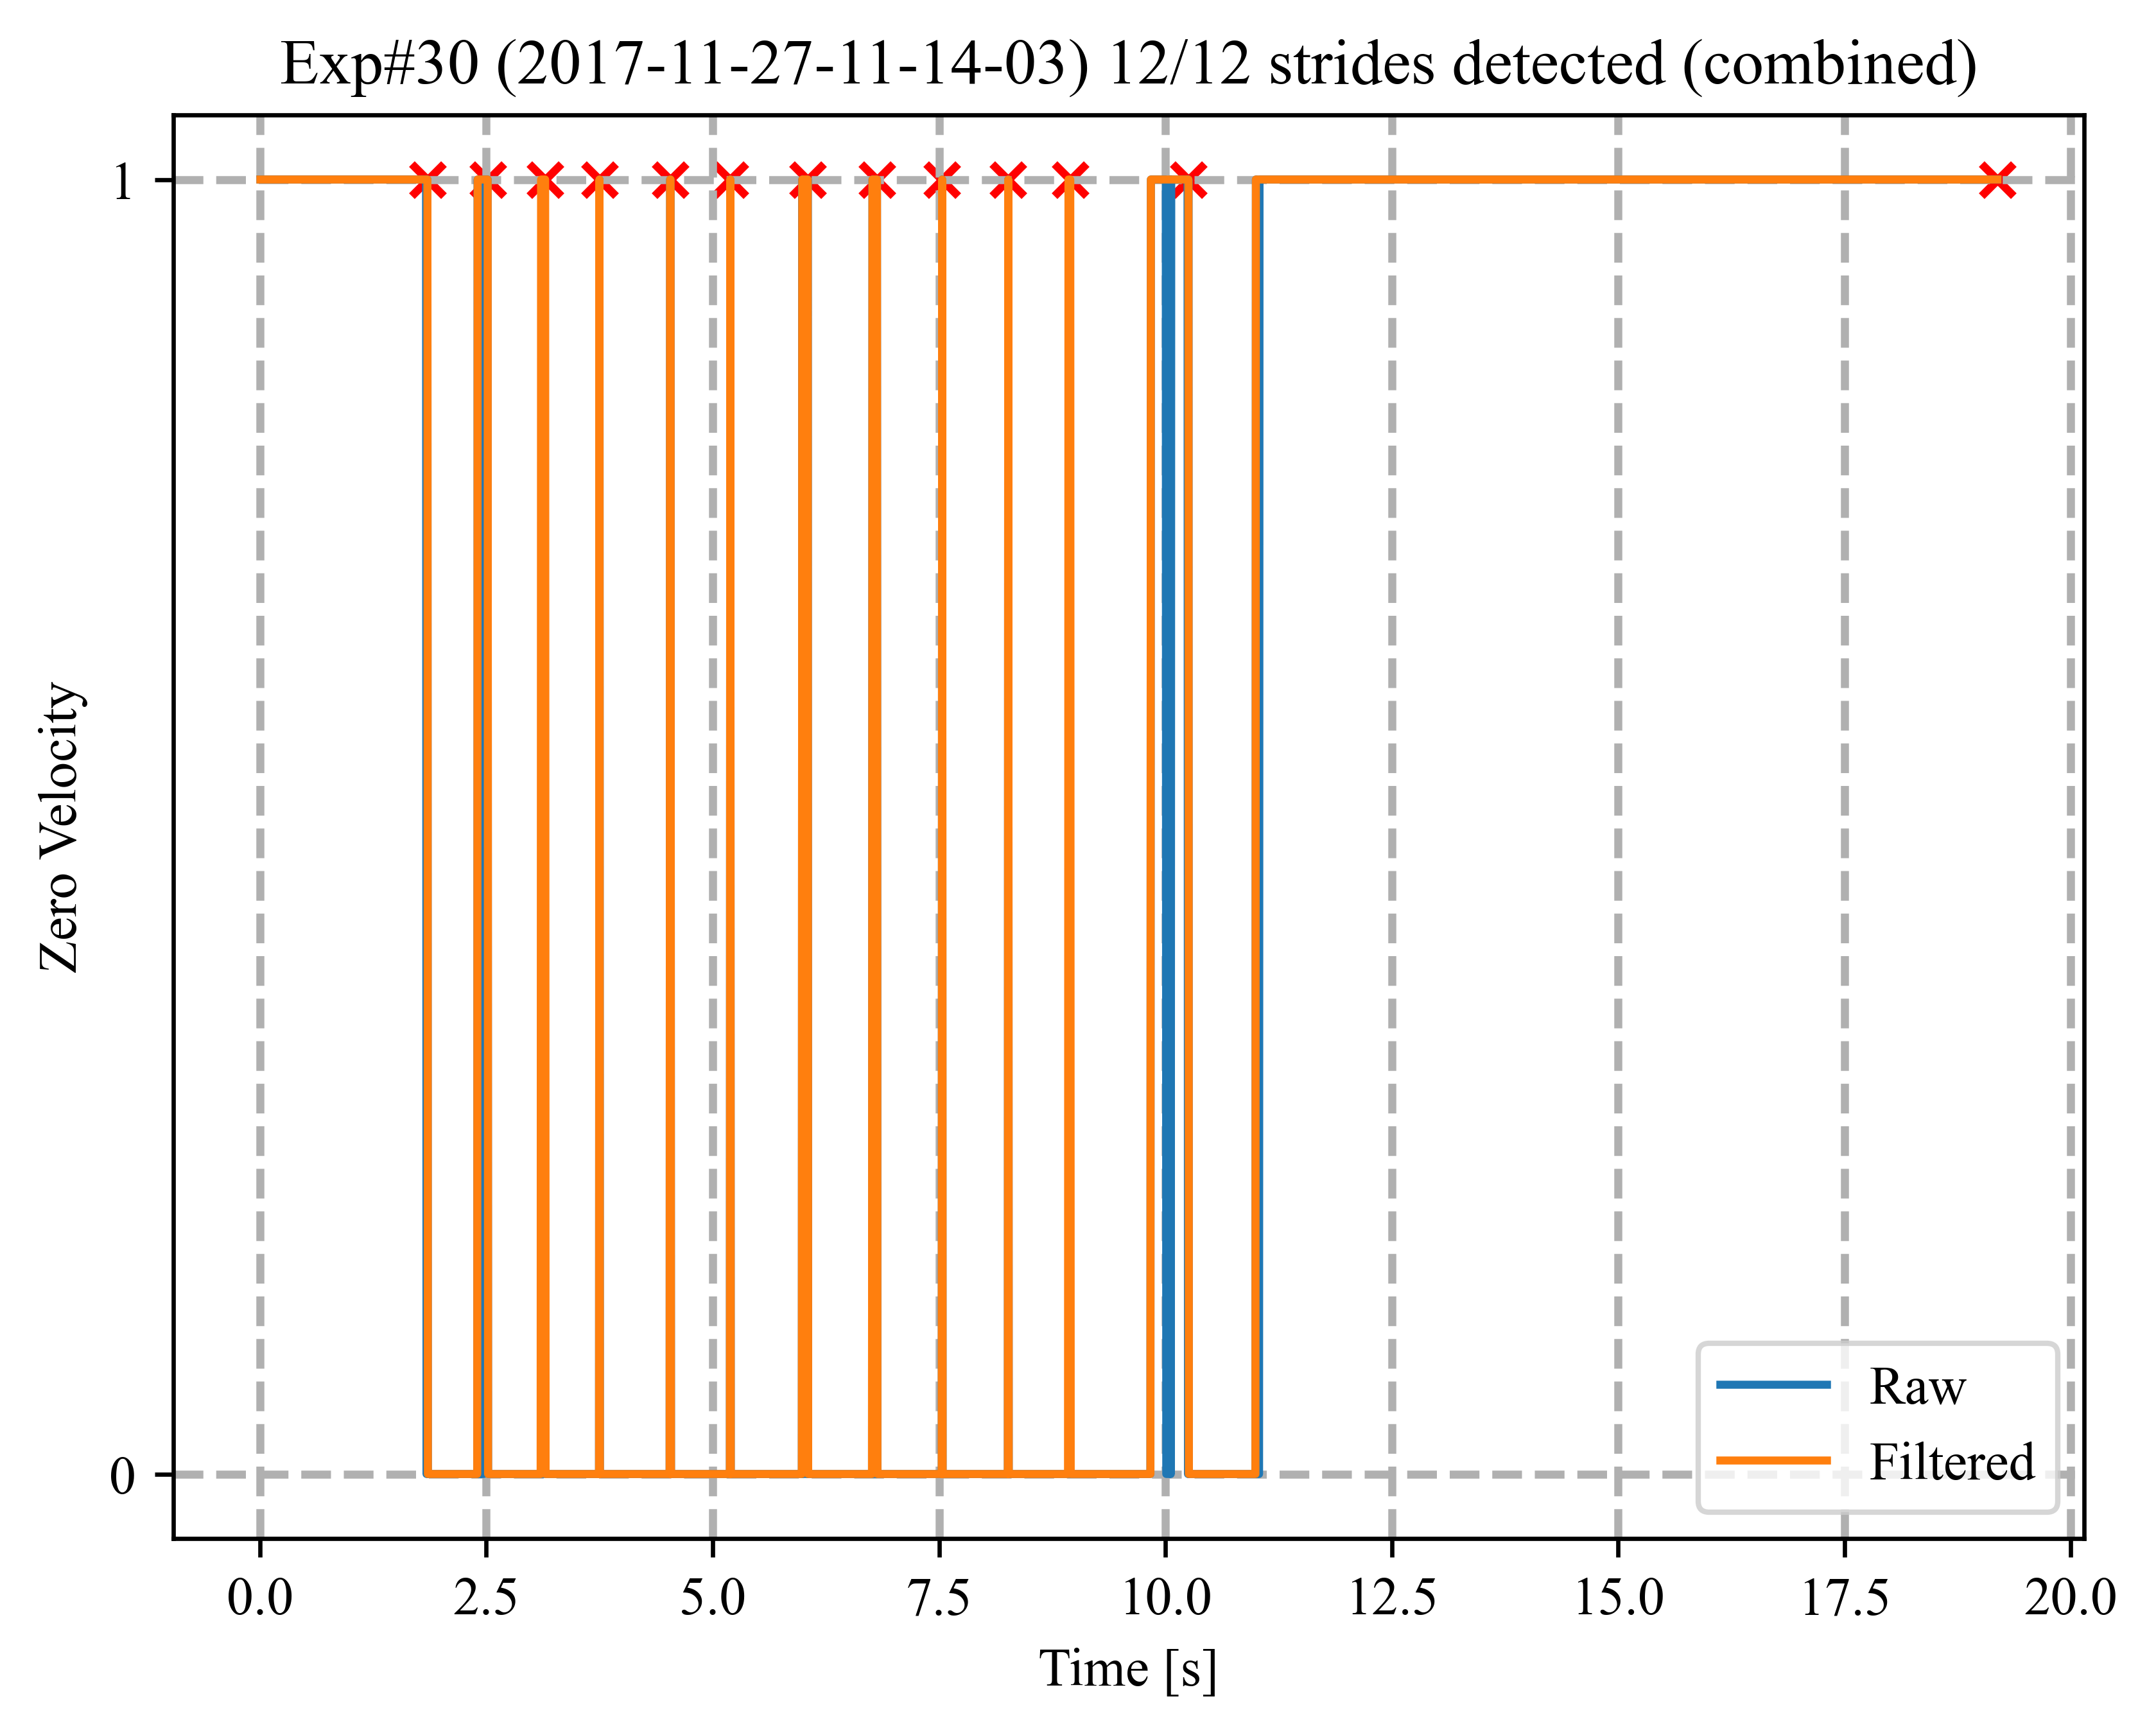 Exp#30 (2017-11-27-11-14-03) 12/12 strides detected (combined)
1
Zero Velocity
0
Raw
Filtered
0.0 2.5 5.0 7.5 10.0 12.5 15.0 17.5 20.0
Time [s]